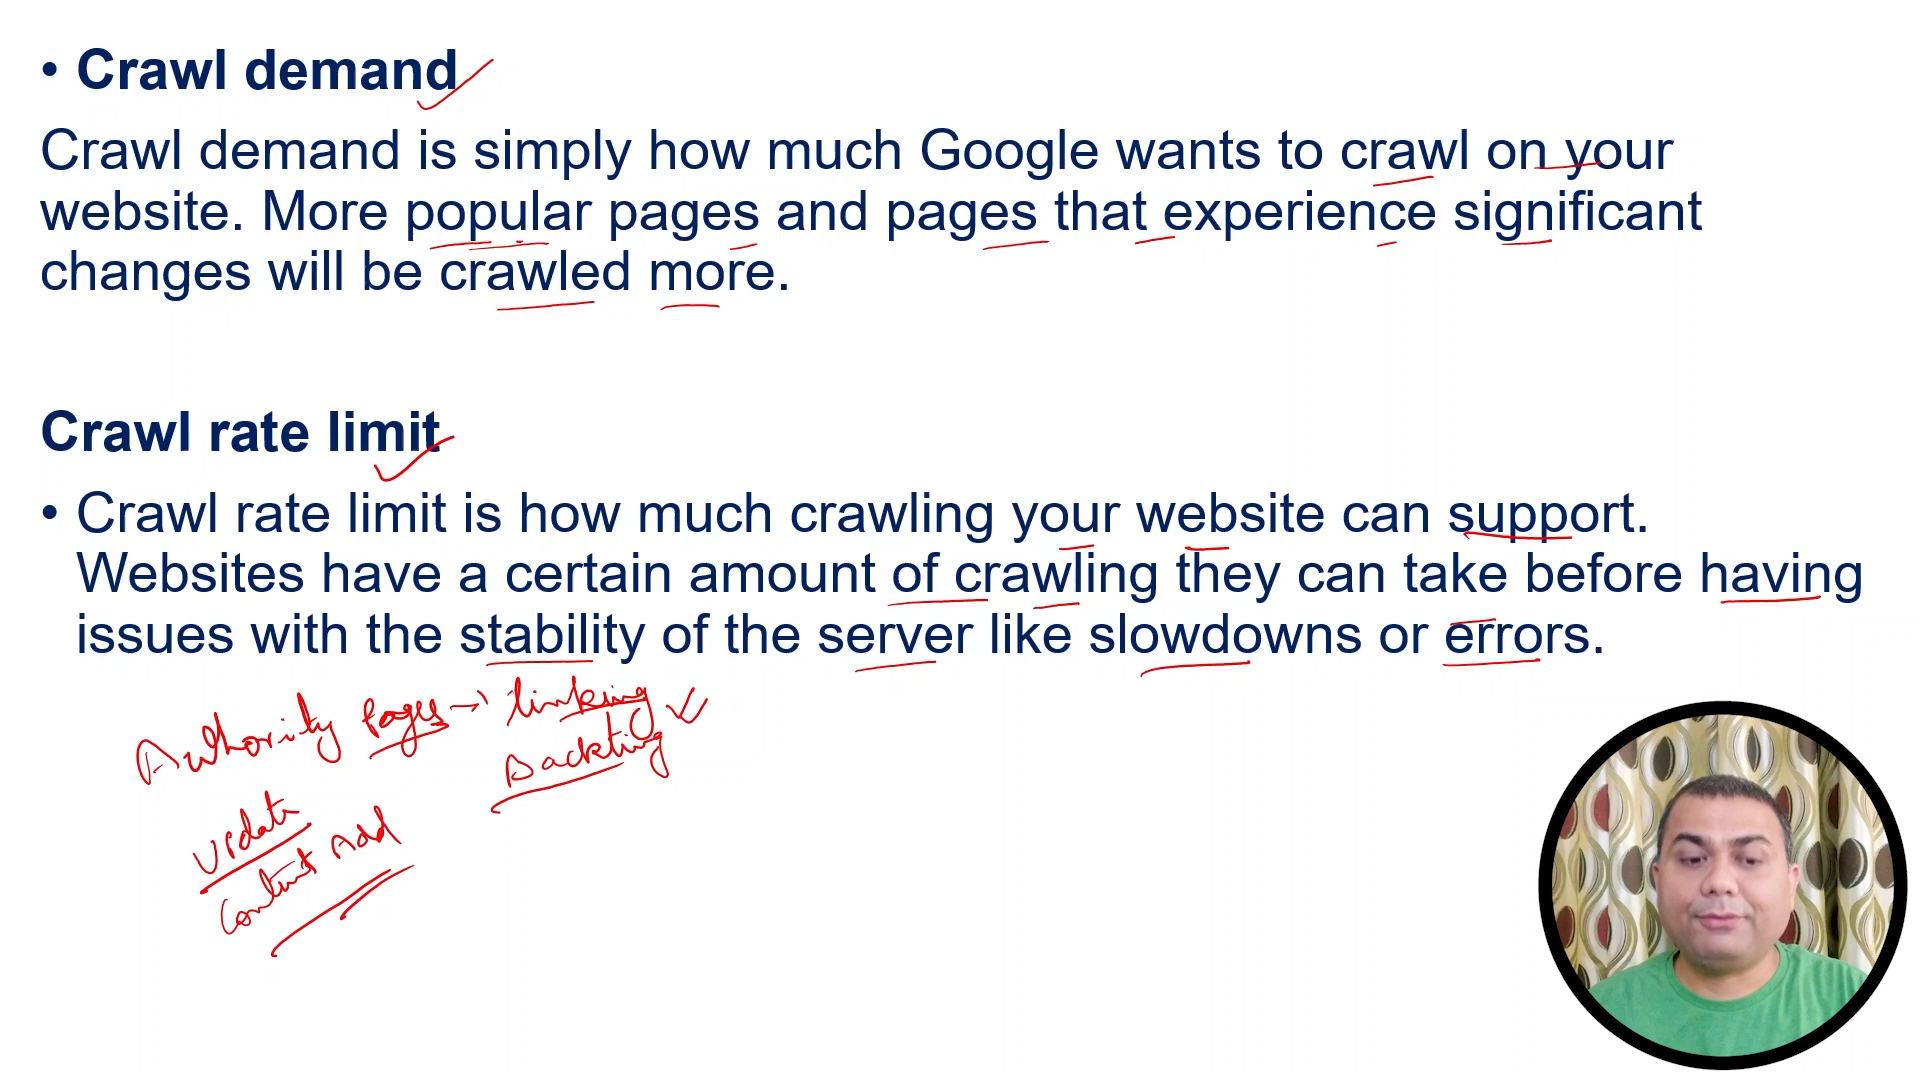 • Crawl demand
Crawl demand is simply how much Google wants to crawl on your
website. More popular pages and pages that experience significant
changes will be crawled more.
Crawl rate limit
• Crawl rate limit is how much crawling your website can support.
Websites have a certain amount of crawling they can take before having
issues with the stability of the server like slowdowns or errors.
Authority Pages → linking
Update
Content Add